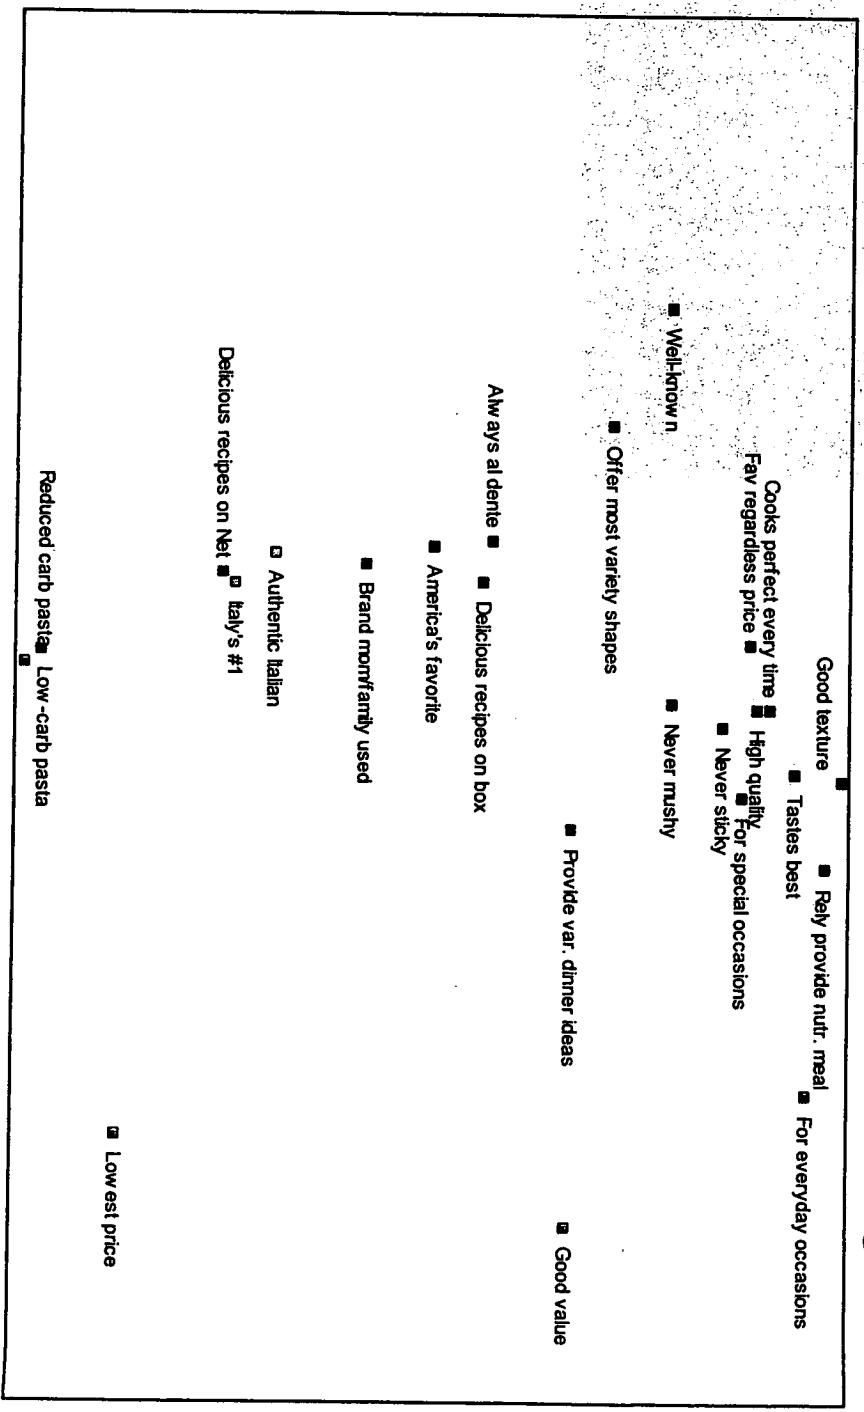 Good texture
Rely provide nutr. meal
For everyday occasions
Tastes best
Cooks perfect every time
Fav regardless price
High quality
For special occasions
Never sticky
Well-known
Never mushy
Offer most variety shapes
Provide var. dinner ideas
Good value
Always al dente
Delicious recipes on box
America's favorite
Brand mom/family used
Authentic Italian
Italy's #1
Delicious recipes on Net
Lowest price
Reduced carb pasta
Low-carb pasta